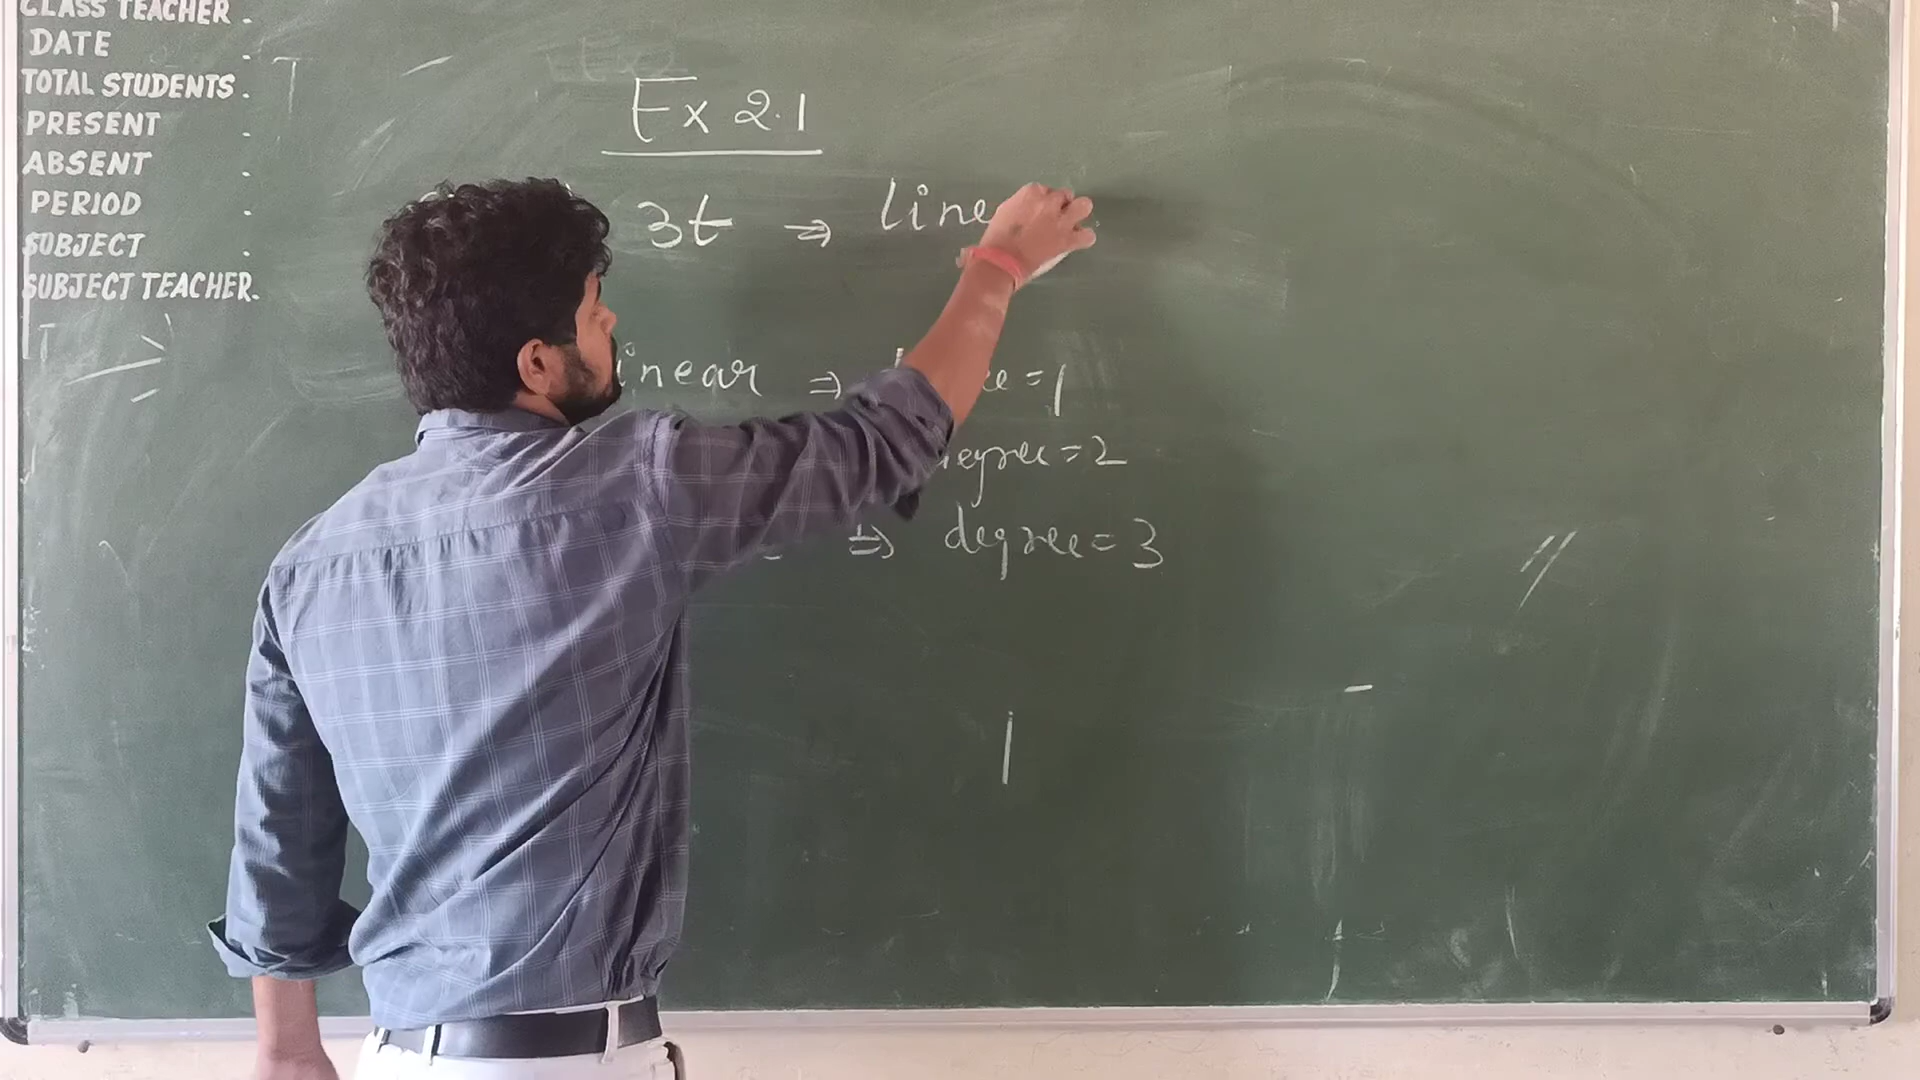 CLASS TEACHER .
DATE .
TOTAL STUDENTS .
PRESENT .
ABSENT .
PERIOD .
SUBJECT .
SUBJECT TEACHER.
Ex 2.1
3t ⇒ line
inear ⇒ =1
degree=2
⇒ degree=3